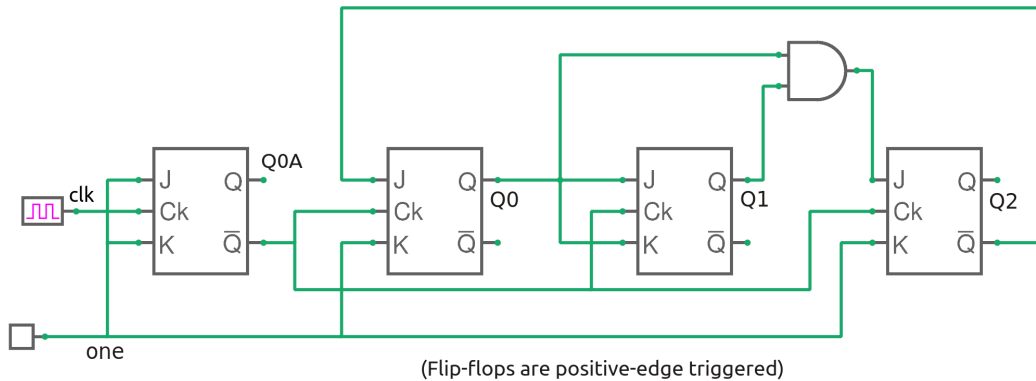 Q0A
J Q
clk
Ck
K Q̅
J Q
Q0
Ck
K Q̅
J Q
Q1
Ck
K Q̅
J Q
Q2
Ck
K Q̅
one
(Flip-flops are positive-edge triggered)